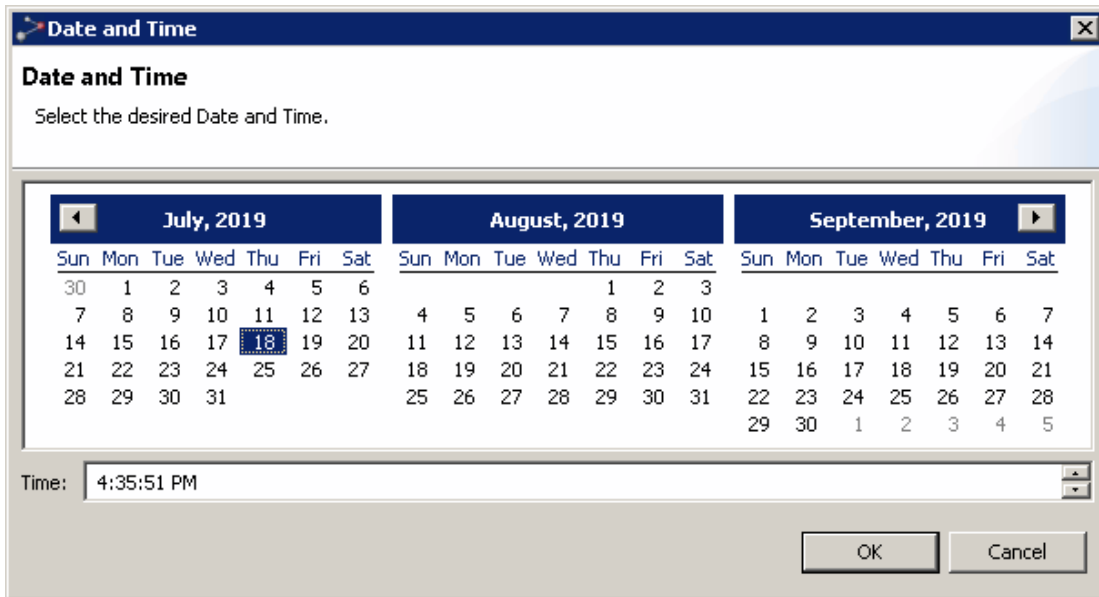 Date and Time
Date and Time
Select the desired Date and Time.
July, 2019 August, 2019 September, 2019
Sun Mon Tue Wed Thu Fri Sat Sun Mon Tue Wed Thu Fri Sat Sun Mon Tue Wed Thu Fri Sat
30 1 2 3 4 5 6 1 2 3
7 8 9 10 11 12 13 4 5 6 7 8 9 10 1 2 3 4 5 6 7
14 15 16 17 18 19 20 11 12 13 14 15 16 17 8 9 10 11 12 13 14
21 22 23 24 25 26 27 18 19 20 21 22 23 24 15 16 17 18 19 20 21
28 29 30 31 25 26 27 28 29 30 31 22 23 24 25 26 27 28
29 30 1 2 3 4 5
Time: 4:35:51 PM
OK Cancel